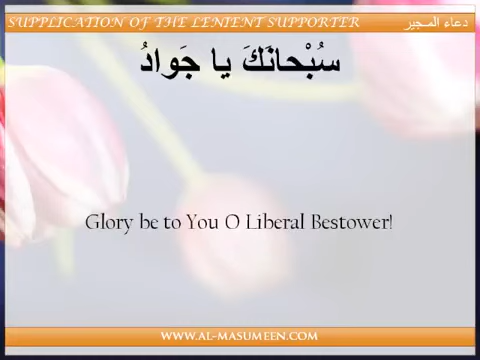 SUPPLICATION OF THE LENTENT SUPPORTER دعاء المجير
سُبْحانَكَ يا جَوادُ
Glory be to You O Liberal Bestower!
WWW.AL-MASUMEEN.COM